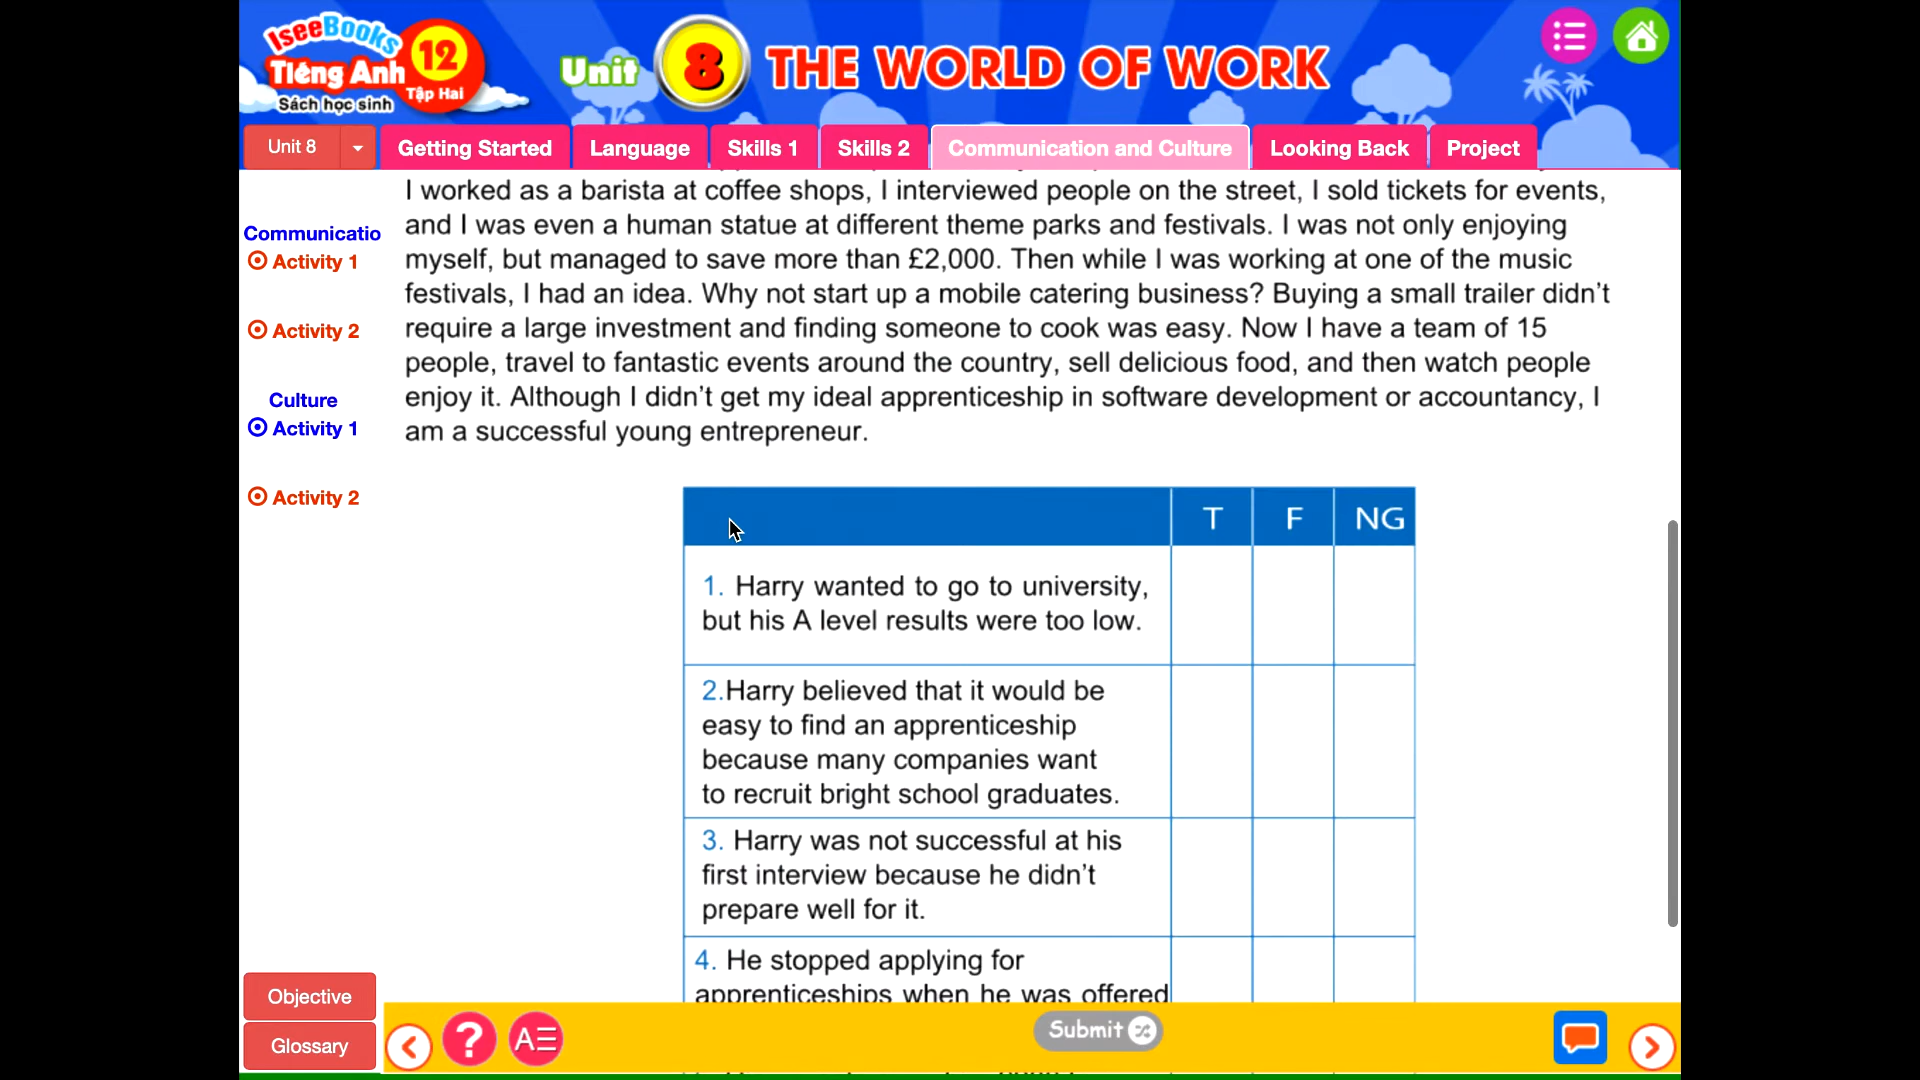 IseeBooks
Tiếng Anh 12
Tập Hai
Sách học sinh
Unit 8 THE WORLD OF WORK
Unit 8
Getting Started
Language
Skills 1
Skills 2
Communication and Culture
Looking Back
Project
Communicatio
Activity 1
Activity 2
Culture
Activity 1
Activity 2
I worked as a barista at coffee shops, I interviewed people on the street, I sold tickets for events,
and I was even a human statue at different theme parks and festivals. I was not only enjoying
myself, but managed to save more than £2,000. Then while I was working at one of the music
festivals, I had an idea. Why not start up a mobile catering business? Buying a small trailer didn't
require a large investment and finding someone to cook was easy. Now I have a team of 15
people, travel to fantastic events around the country, sell delicious food, and then watch people
enjoy it. Although I didn't get my ideal apprenticeship in software development or accountancy, I
am a successful young entrepreneur.
T F NG
1. Harry wanted to go to university,
but his A level results were too low.
2.Harry believed that it would be
easy to find an apprenticeship
because many companies want
to recruit bright school graduates.
3. Harry was not successful at his
first interview because he didn't
prepare well for it.
4. He stopped applying for
apprenticeships when he was offered
Objective
Glossary
?
A
Submit